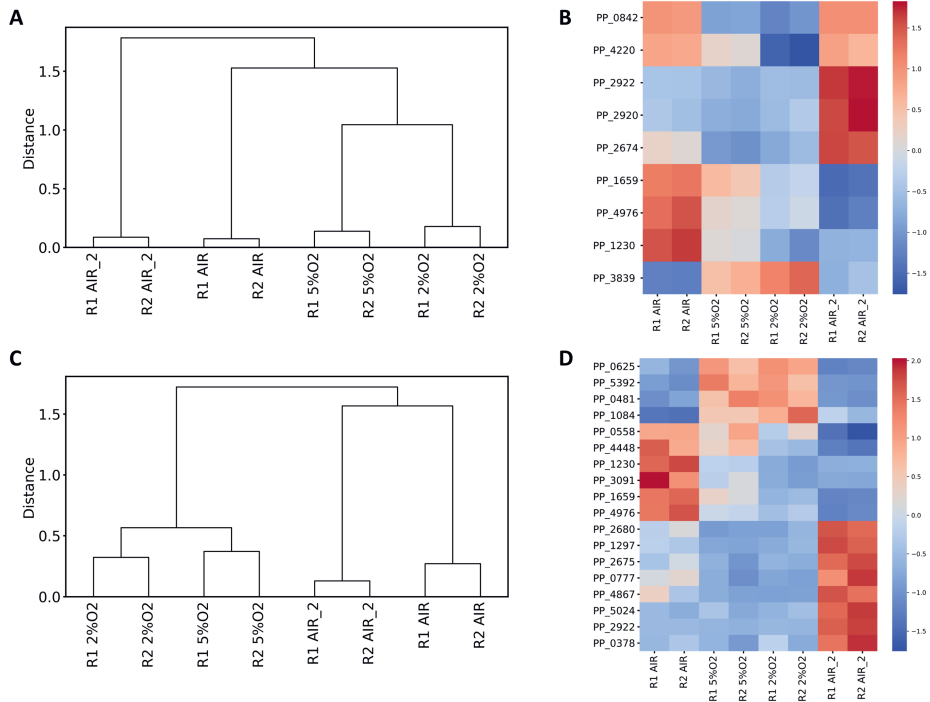 A
Distance
1.5
1.0
0.5
0.0
R1 AIR_2
R2 AIR_2
R1 AIR
R2 AIR
R1 5%O2
R2 5%O2
R1 2%O2
R2 2%O2
B
PP_0842
PP_4220
PP_2922
PP_2920
PP_2674
PP_1659
PP_4976
PP_1230
PP_3839
R1 AIR
R2 AIR
R1 5%O2
R2 5%O2
R1 2%O2
R2 2%O2
R1 AIR_2
R2 AIR_2
1.5
1.0
0.5
0.0
−0.5
−1.0
−1.5
C
Distance
1.5
1.0
0.5
0.0
R1 2%O2
R2 2%O2
R1 5%O2
R2 5%O2
R1 AIR_2
R2 AIR_2
R1 AIR
R2 AIR
D
PP_0625
PP_5392
PP_0481
PP_1084
PP_0558
PP_4448
PP_1230
PP_3091
PP_1659
PP_4976
PP_2680
PP_1297
PP_2675
PP_0777
PP_4867
PP_5024
PP_2922
PP_0378
R1 AIR
R2 AIR
R1 5%O2
R2 5%O2
R1 2%O2
R2 2%O2
R1 AIR_2
R2 AIR_2
2.0
1.5
1.0
0.5
0.0
−0.5
−1.0
−1.5